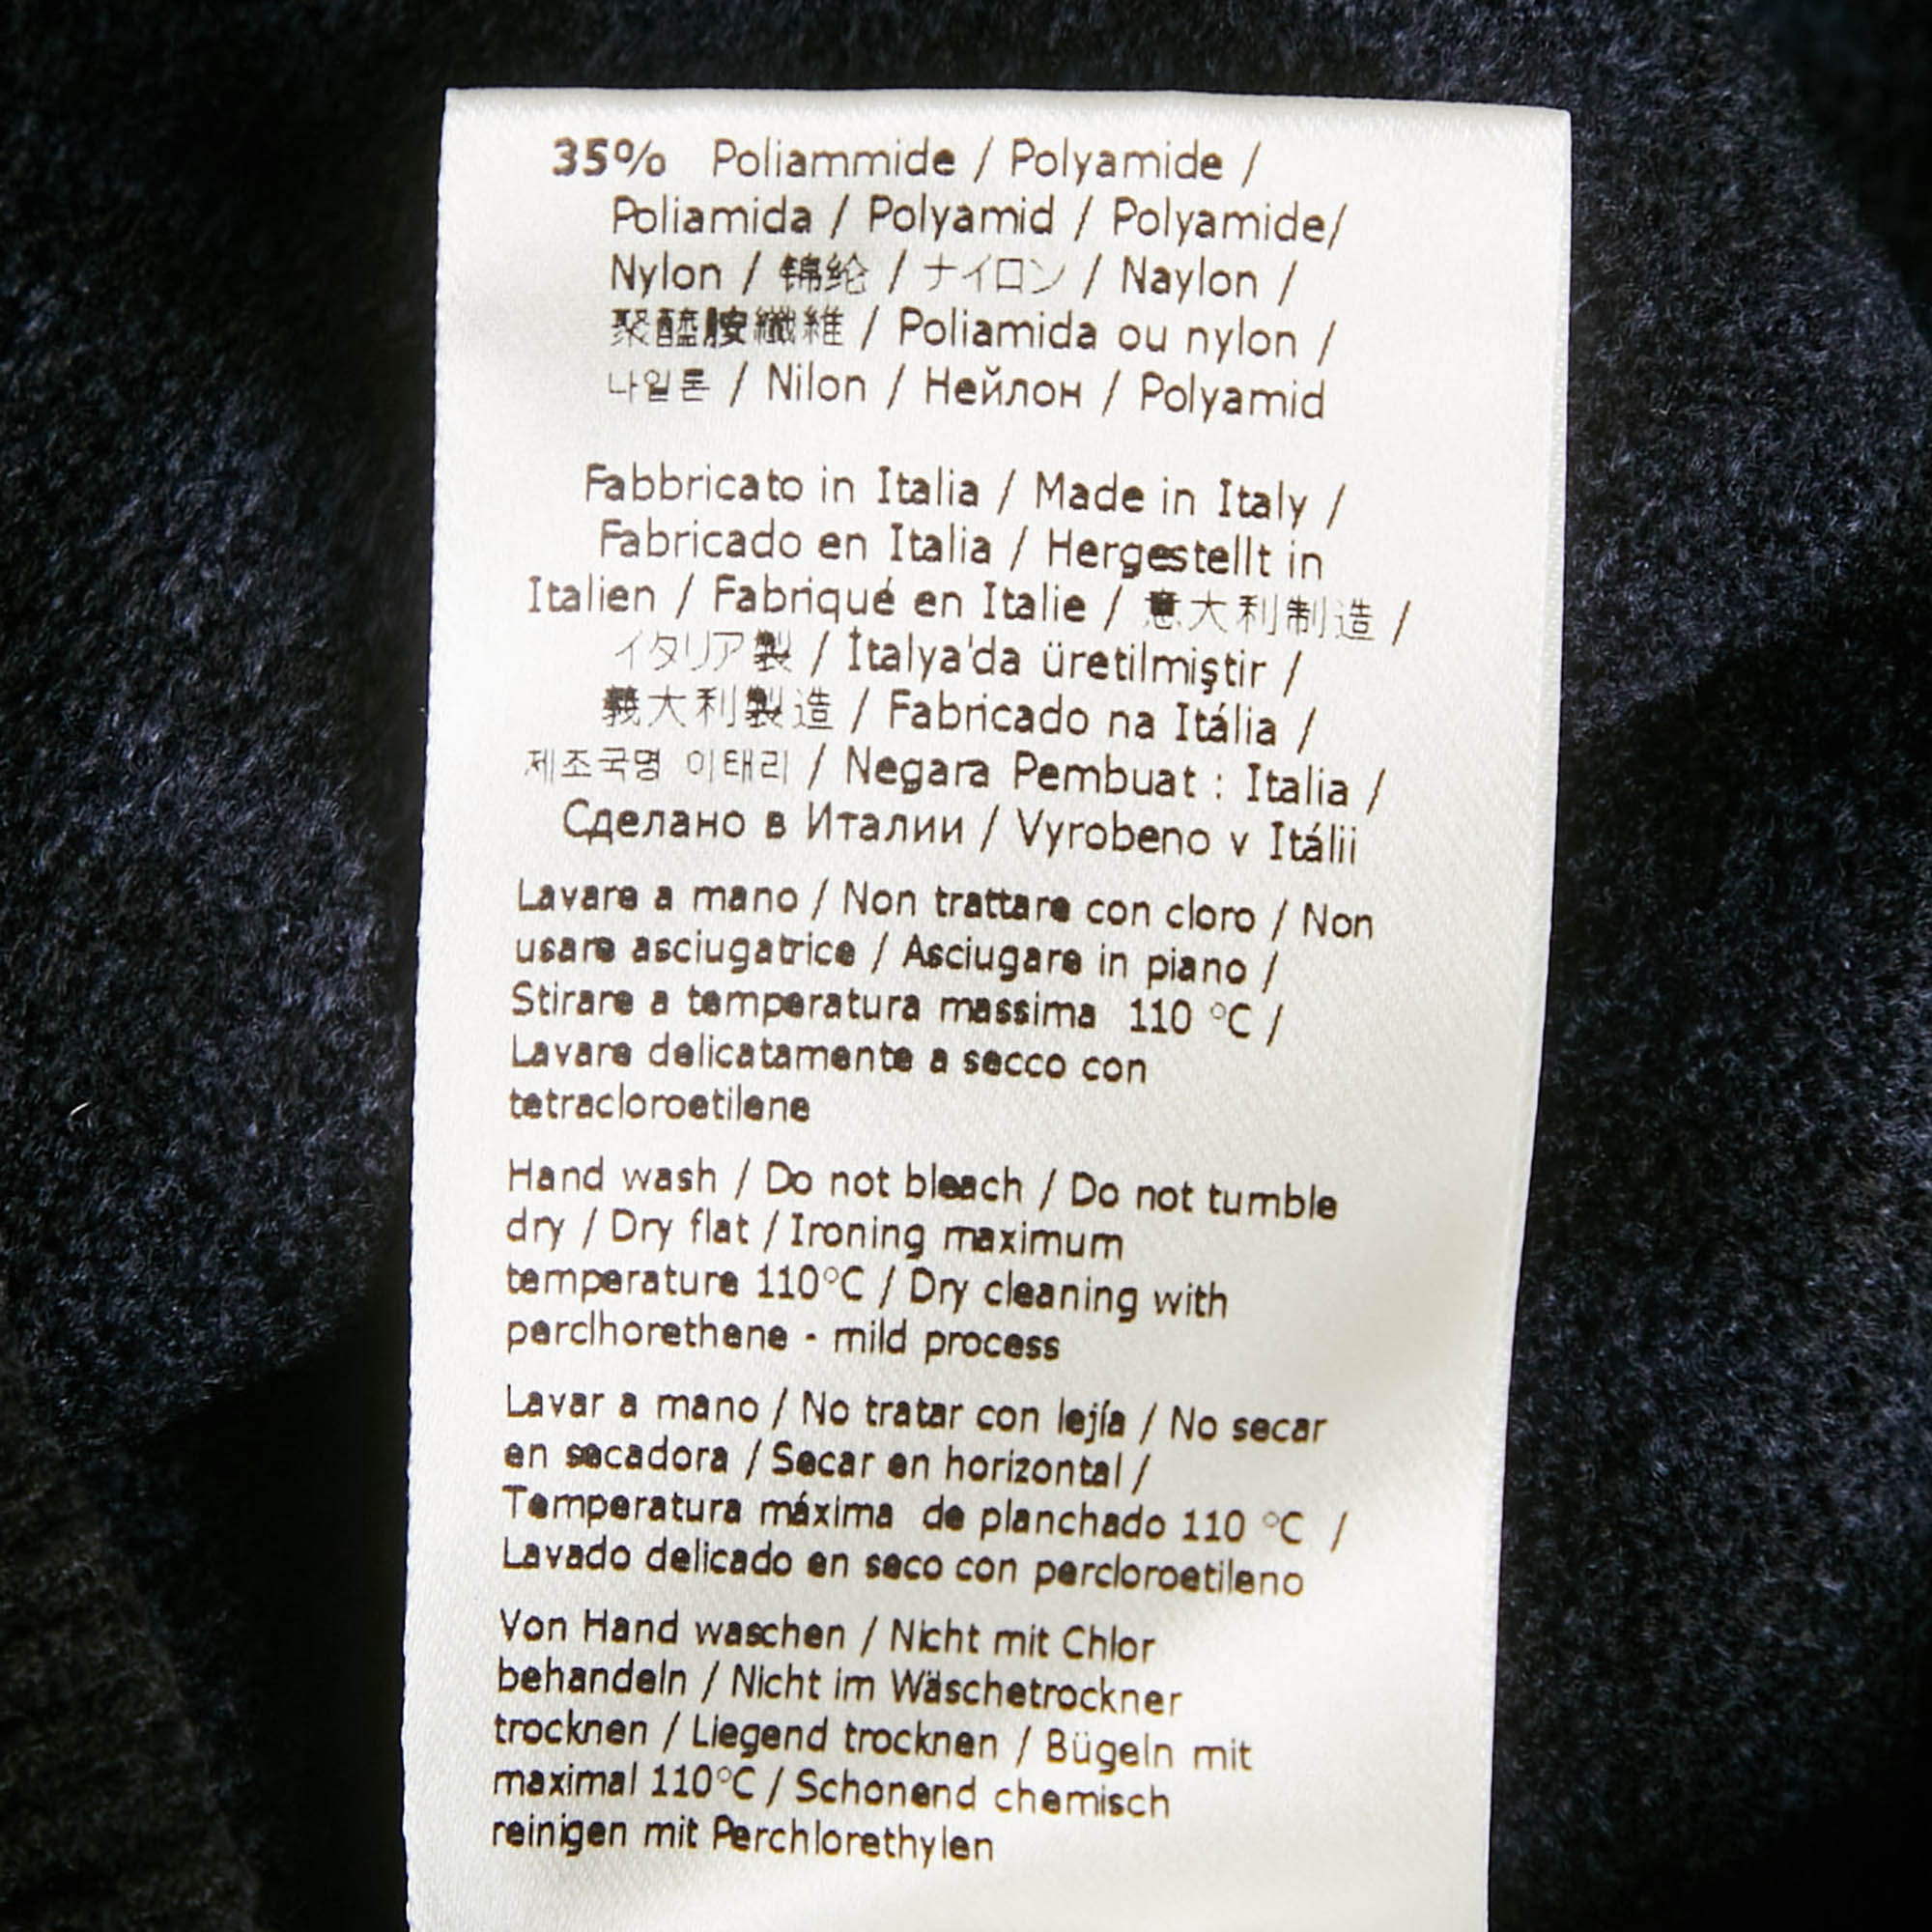 35% Poliammide / Polyamide /
Poliamida / Polyamid / Polyamide/
Nylon / 锦纶 / ナイロン / Naylon /
聚醯胺纖維 / Poliamida ou nylon /
나일론 / Nilon / Нейлон / Polyamid
Fabbricato in Italia / Made in Italy /
Fabricado en Italia / Hergestellt in
Italien / Fabriqué en Italie / 意大利制造 /
イタリア製 / İtalya'da üretilmiştir /
義大利製造 / Fabricado na Itália /
제조국명 이태리 / Negara Pembuat : Italia /
Сделано в Италии / Vyrobeno v Itálii
Lavare a mano / Non trattare con cloro / Non
usare asciugatrice / Asciugare in piano /
Stirare a temperatura massima 110 °C /
Lavare delicatamente a secco con
tetracloroetilene
Hand wash / Do not bleach / Do not tumble
dry / Dry flat / Ironing maximum
temperature 110°C / Dry cleaning with
perclhorethene - mild process
Lavar a mano / No tratar con lejía / No secar
en secadora / Secar en horizontal /
Temperatura máxima de planchado 110 °C /
Lavado delicado en seco con percloroetileno
Von Hand waschen / Nicht mit Chlor
behandeln / Nicht im Wäschetrockner
trocknen / Liegend trocknen / Bügeln mit
maximal 110°C / Schonend chemisch
reinigen mit Perchlorethylen